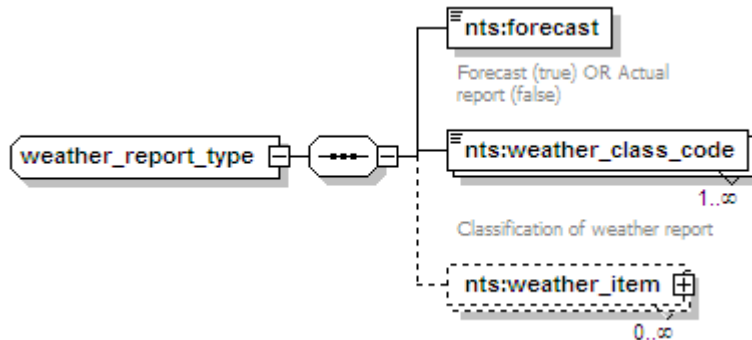 nts:forecast
Forecast (true) OR Actual
report (false)
weather_report_type
nts:weather_class_code
1..∞
Classification of weather report
nts:weather_item
0..∞